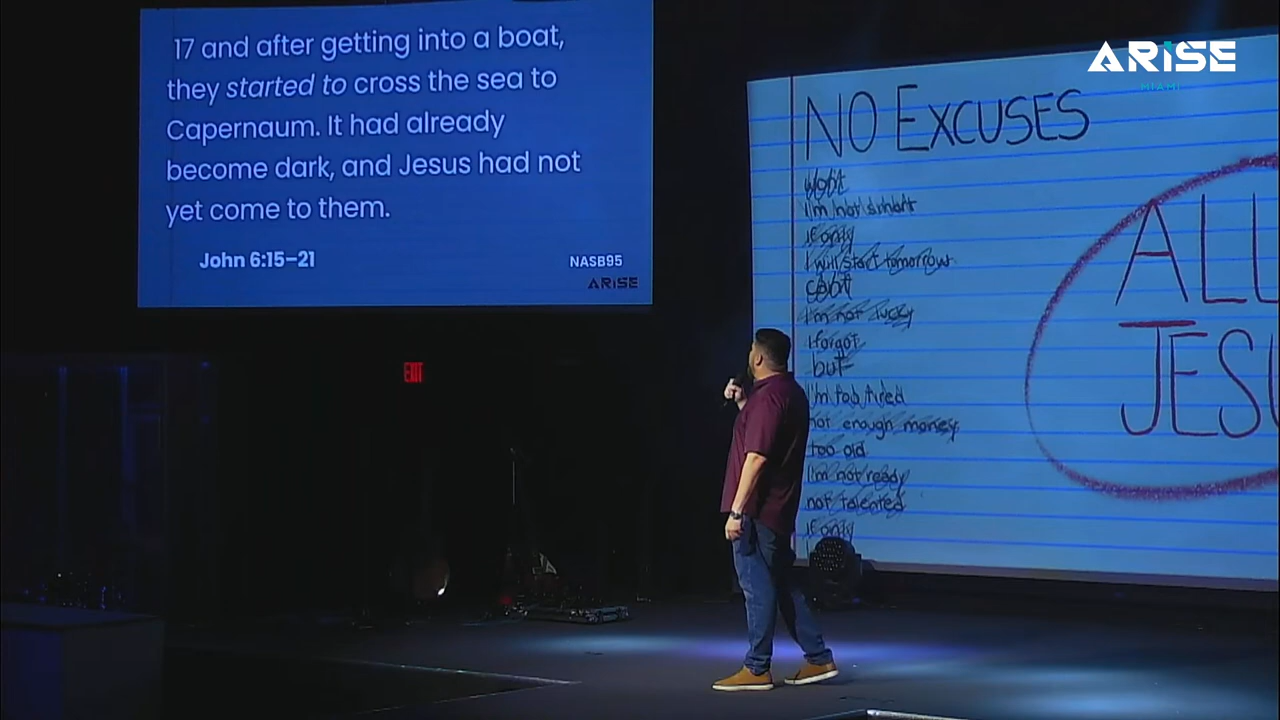 17 and after getting into a boat,
they started to cross the sea to
Capernaum. It had already
become dark, and Jesus had not
yet come to them.
John 6:15–21
NASB95
ARISE
EXIT
ARISE
MIAMI
NO EXCUSES
won't
I'm not smart
if only
I will start tomorrow
can't
I'm not lucky
I forgot
but
I'm too tired
not enough money
too old
I'm not ready
not talented
if only
ALL
JESU